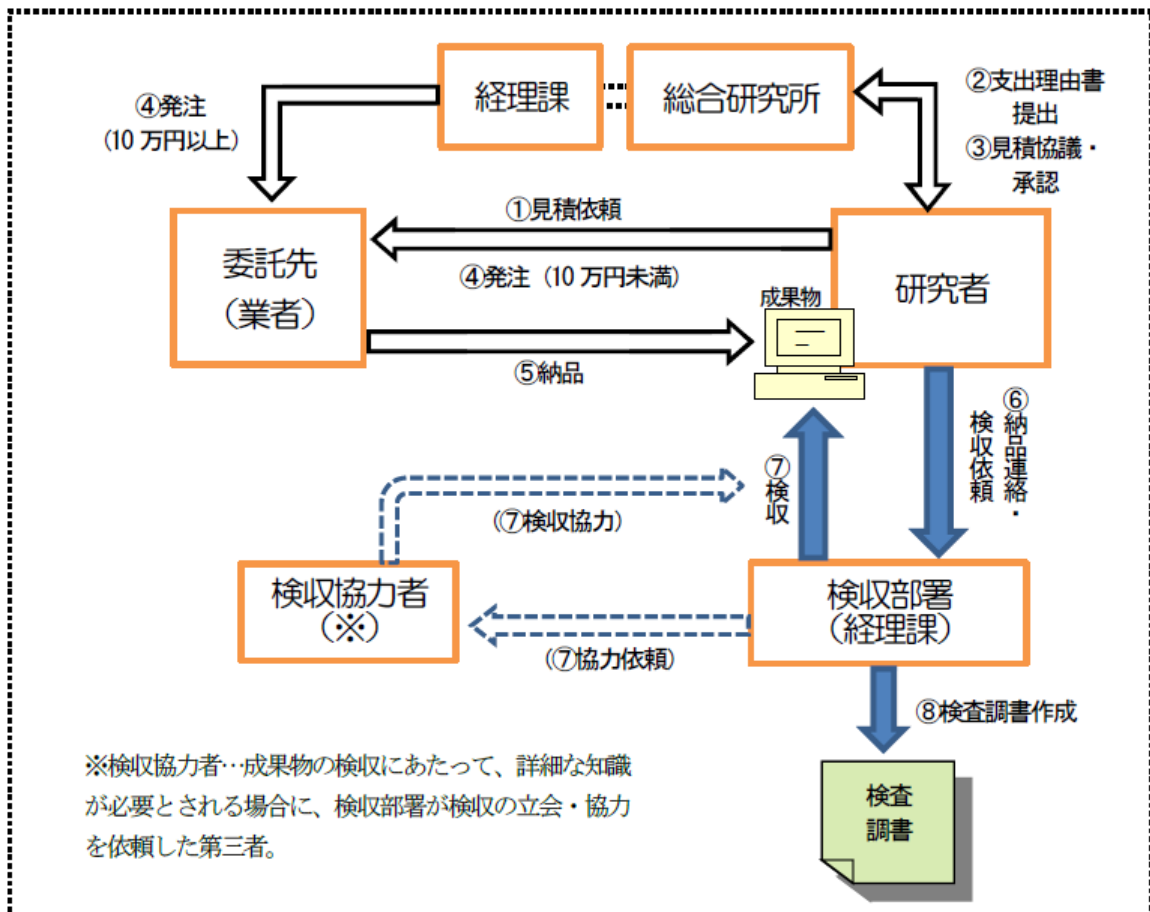 経理課
総合研究所
②支出理由書
提出
③見積協議・
承認
④発注
(10 万円以上)
①見積依頼
委託先
（業者）
④発注（10 万円未満）
研究者
成果物
⑤納品
⑥納品連絡・
検収依頼
⑦検収
(⑦検収協力)
検収協力者
（※）
検収部署
（経理課）
(⑦協力依頼)
⑧検査調書作成
※検収協力者…成果物の検収にあたって、詳細な知識
が必要とされる場合に、検収部署が検収の立会・協力
を依頼した第三者。
検査
調書